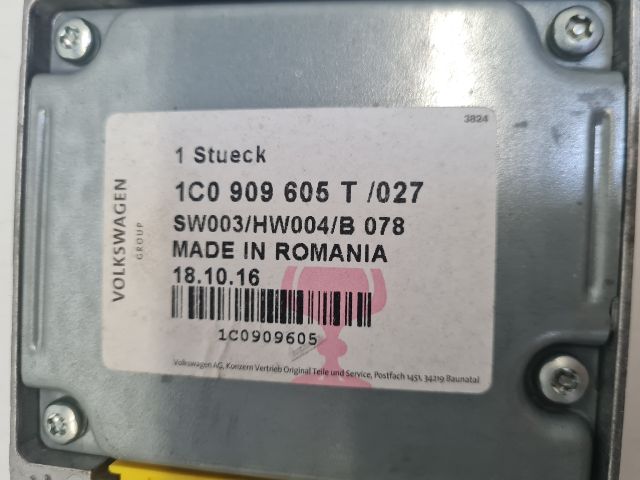 3824
1 Stueck
1C0 909 605 T /027
SW003/HW004/B 078
MADE IN ROMANIA
18.10.16
1C0909605
VOLKSWAGEN
GROUP
Volkswagen AG, Konzern Vertrieb Original Teile und Service, Postfach 1451, 34219 Baunatal